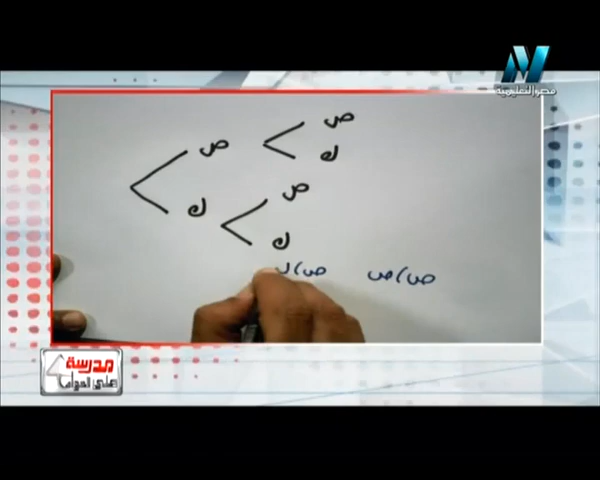 مصر التعليمية
ص
ص
ك
ص
ك
ك
ص/ص ص/ك
مدرسة
على الهواء